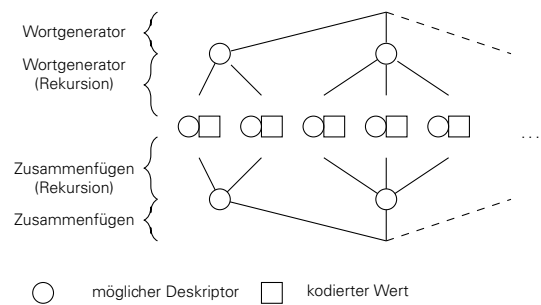 Wortgenerator
Wortgenerator
(Rekursion)
...
Zusammenfügen
(Rekursion)
Zusammenfügen
möglicher Deskriptor kodierter Wert